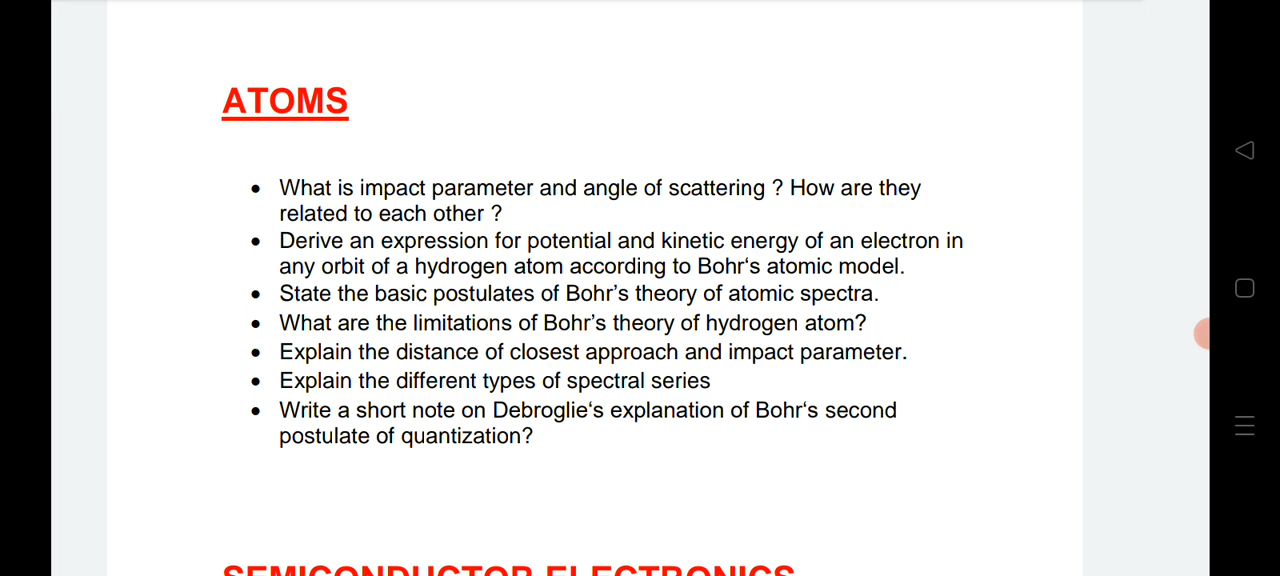 ATOMS
• What is impact parameter and angle of scattering ? How are they
related to each other ?
• Derive an expression for potential and kinetic energy of an electron in
any orbit of a hydrogen atom according to Bohr‘s atomic model.
• State the basic postulates of Bohr’s theory of atomic spectra.
• What are the limitations of Bohr’s theory of hydrogen atom?
• Explain the distance of closest approach and impact parameter.
• Explain the different types of spectral series
• Write a short note on Debroglie‘s explanation of Bohr‘s second
postulate of quantization?
SEMICONDUCTOR ELECTRONICS